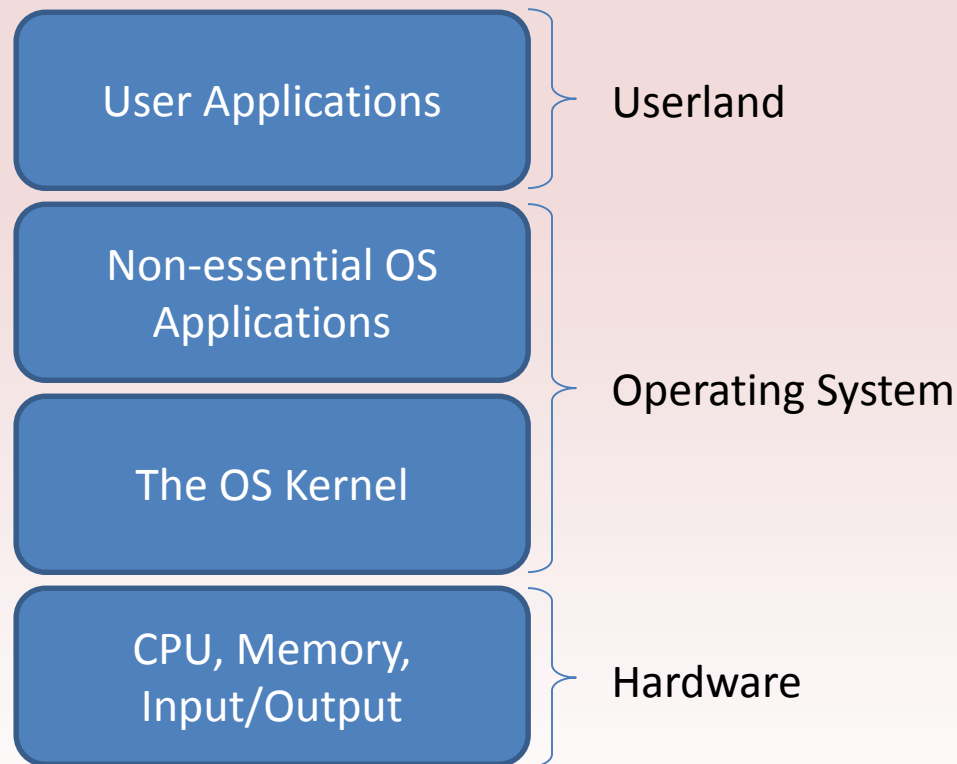 User Applications
Userland
Non-essential OS
Applications
Operating System
The OS Kernel
CPU, Memory,
Input/Output
Hardware